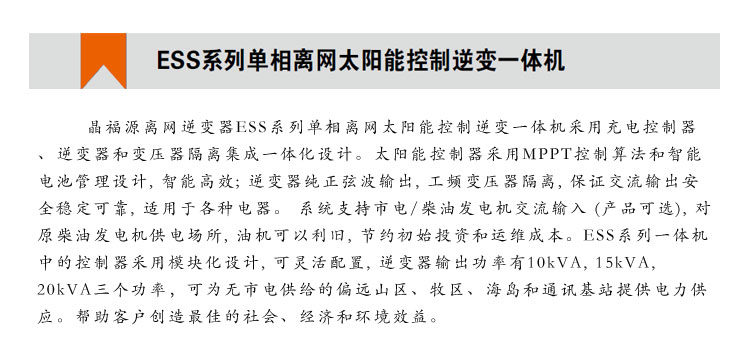 ESS系列单相离网太阳能控制逆变一体机
晶福源离网逆变器ESS系列单相离网太阳能控制逆变一体机采用充电控制器
、逆变器和变压器隔离集成一体化设计。太阳能控制器采用MPPT控制算法和智能
电池管理设计, 智能高效; 逆变器纯正弦波输出, 工频变压器隔离, 保证交流输出安
全稳定可靠, 适用于各种电器。 系统支持市电/柴油发电机交流输入 (产品可选), 对
原柴油发电机供电场所, 油机可以利旧, 节约初始投资和运维成本。ESS系列一体机
中的控制器采用模块化设计, 可灵活配置, 逆变器输出功率有10kVA, 15kVA,
20kVA三个功率, 可为无市电供给的偏远山区、牧区、海岛和通讯基站提供电力供
应。帮助客户创造最佳的社会、经济和环境效益。